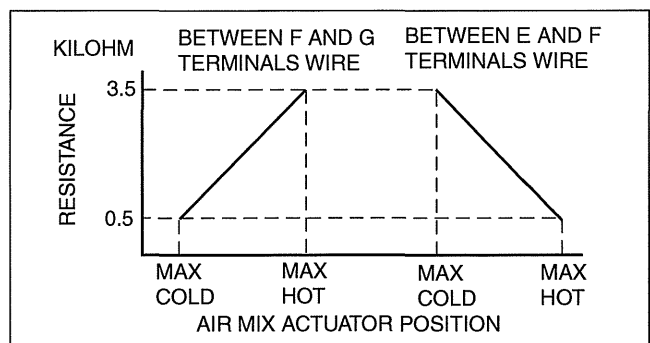 KILOHM
BETWEEN F AND G
TERMINALS WIRE
BETWEEN E AND F
TERMINALS WIRE
3.5
RESISTANCE
0.5
MAX
COLD
MAX
HOT
MAX
COLD
MAX
HOT
AIR MIX ACTUATOR POSITION